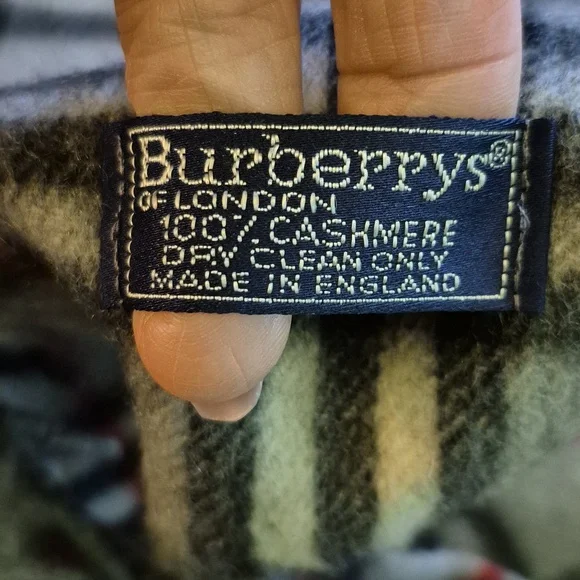 Burberrys®
OF LONDON
100% CASHMERE
DRY CLEAN ONLY
MADE IN ENGLAND